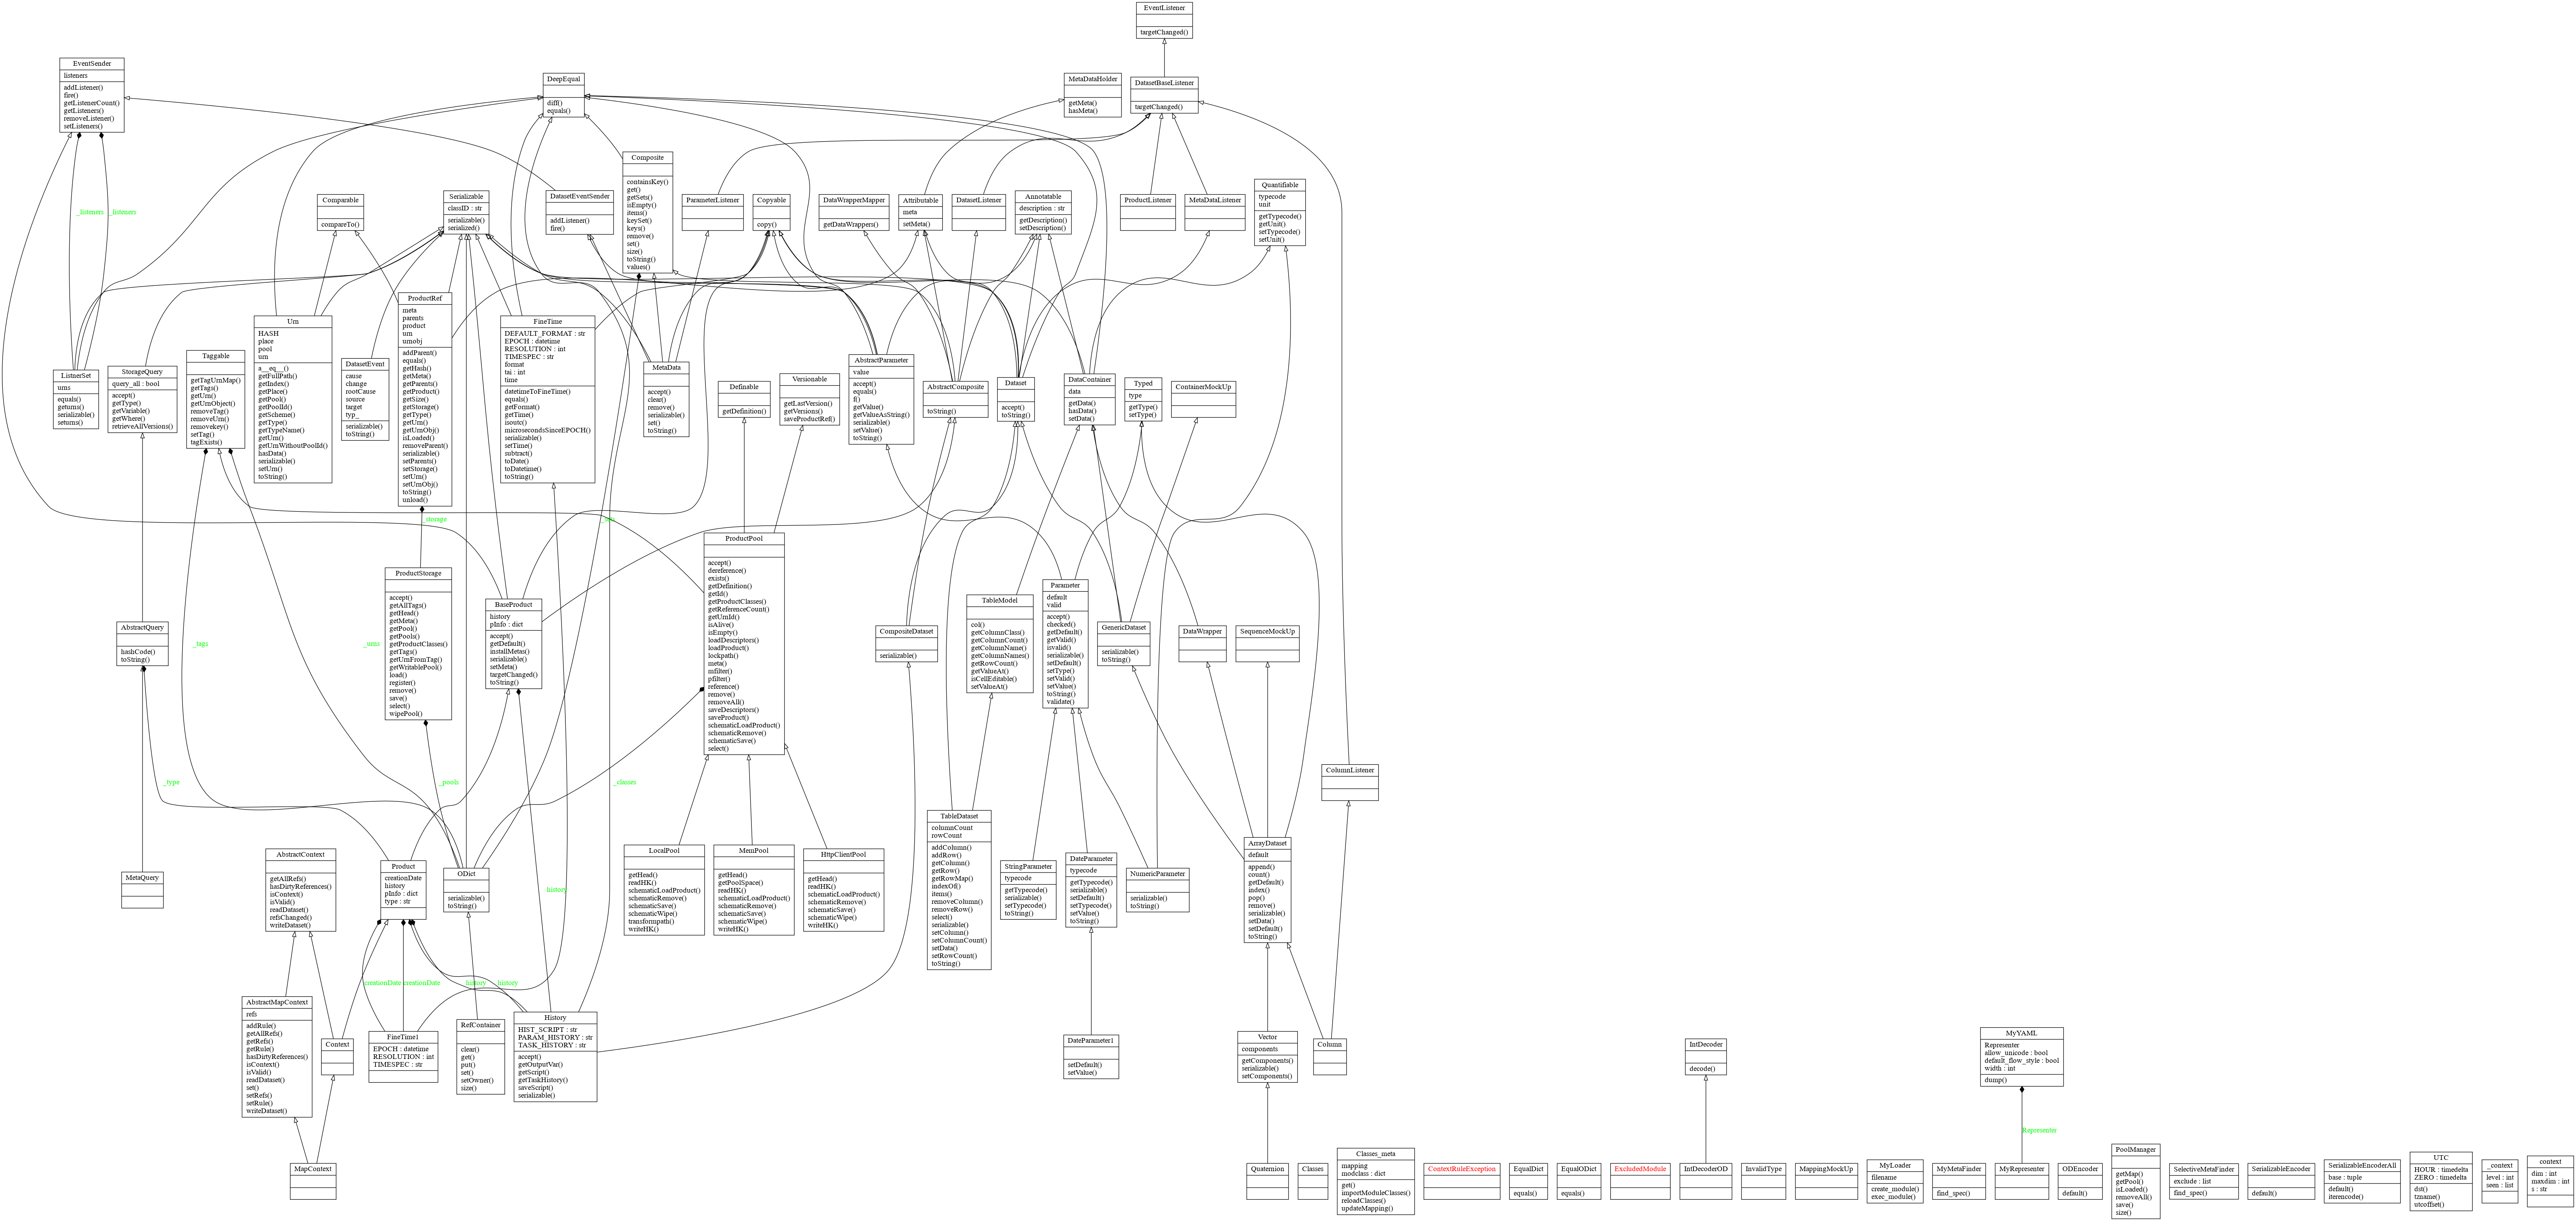 EventListener
targetChanged()
EventSender
listeners
addListener()
fire()
getListenerCount()
getListeners()
removeListener()
setListeners()
DeepEqual
diff()
equals()
MetaDataHolder
getMeta()
hasMeta()
DatasetBaseListener
targetChanged()
Composite
containsKey()
get()
getSets()
isEmpty()
items()
keySet()
keys()
remove()
set()
size()
toString()
values()
Comparable
compareTo()
Serializable
classID : str
serializable()
serialized()
DatasetEventSender
addListener()
fire()
ParameterListener
Copyable
copy()
DataWrapperMapper
getDataWrappers()
Attributable
meta
setMeta()
DatasetListener
Annotatable
description : str
getDescription()
setDescription()
ProductListener
MetaDataListener
Quantifiable
typecode
unit
getTypecode()
getUnit()
setTypecode()
setUnit()
_listeners
_listeners
ListnerSet
urns
equals()
geturns()
serializable()
seturns()
StorageQuery
query_all : bool
accept()
getType()
getVariable()
getWhere()
retrieveAllVersions()
Taggable
getTagUrnMap()
getTags()
getUrn()
getUrnObject()
removeTag()
removeUrn()
removekey()
setTag()
tagExists()
Urn
HASH
place
pool
urn
a__eq__()
getFullPath()
getIndex()
getPlace()
getPool()
getPoolId()
getScheme()
getType()
getTypeName()
getUrn()
getUrnWithoutPoolId()
hasData()
serializable()
setUrn()
toString()
DatasetEvent
cause
change
rootCause
source
target
typ_
serializable()
toString()
ProductRef
meta
parents
product
urn
urnobj
addParent()
equals()
getHash()
getMeta()
getParents()
getProduct()
getSize()
getStorage()
getType()
getUrn()
getUrnObj()
isLoaded()
removeParent()
serializable()
setParents()
setStorage()
setUrn()
setUrnObj()
toString()
unload()
FineTime
DEFAULT_FORMAT : str
EPOCH : datetime
RESOLUTION : int
TIMESPEC : str
format
tai : int
time
datetimeToFineTime()
equals()
getFormat()
getTime()
isoutc()
microsecondsSinceEPOCH()
serializable()
setTime()
subtract()
toDate()
toDatetime()
toString()
MetaData
accept()
clear()
remove()
serializable()
set()
toString()
Definable
getDefinition()
Versionable
getLastVersion()
getVersions()
saveProductRef()
AbstractParameter
value
accept()
equals()
f()
getValue()
getValueAsString()
serializable()
setValue()
toString()
AbstractComposite
toString()
Dataset
accept()
toString()
DataContainer
data
getData()
hasData()
setData()
Typed
type
getType()
setType()
ContainerMockUp
_storage
ProductStorage
accept()
getAllTags()
getHead()
getMeta()
getPool()
getPools()
getProductClasses()
getTags()
getUrnFromTag()
getWritablePool()
load()
register()
remove()
save()
select()
wipePool()
BaseProduct
history
pInfo : dict
accept()
getDefault()
installMetas()
serializable()
setMeta()
targetChanged()
toString()
ProductPool
accept()
dereference()
exists()
getDefinition()
getId()
getProductClasses()
getReferenceCount()
getUrnId()
isAlive()
isEmpty()
loadDescriptors()
loadProduct()
lockpath()
meta()
mfilter()
pfilter()
reference()
remove()
removeAll()
saveDescriptors()
saveProduct()
schematicLoadProduct()
schematicRemove()
schematicSave()
select()
AbstractQuery
hashCode()
toString()
_tags
_urns
CompositeDataset
serializable()
TableModel
col()
getColumnClass()
getColumnCount()
getColumnName()
getColumnNames()
getRowCount()
getValueAt()
isCellEditable()
setValueAt()
Parameter
default
valid
accept()
checked()
getDefault()
getValid()
isvalid()
serializable()
setDefault()
setType()
setValid()
setValue()
toString()
validate()
GenericDataset
serializable()
toString()
DataWrapper
SequenceMockUp
ColumnListener
_type
_pools
_classes
MetaQuery
AbstractContext
getAllRefs()
hasDirtyReferences()
isContext()
isValid()
readDataset()
refsChanged()
writeDataset()
Product
creationDate
history
pInfo : dict
type : str
ODict
serializable()
toString()
history
LocalPool
getHead()
readHK()
schematicLoadProduct()
schematicRemove()
schematicSave()
schematicWipe()
transformpath()
writeHK()
MemPool
getHead()
getPoolSpace()
readHK()
schematicLoadProduct()
schematicRemove()
schematicSave()
schematicWipe()
writeHK()
HttpClientPool
getHead()
readHK()
schematicLoadProduct()
schematicRemove()
schematicSave()
schematicWipe()
writeHK()
TableDataset
columnCount
rowCount
addColumn()
addRow()
getColumn()
getRow()
getRowMap()
indexOf()
items()
removeColumn()
removeRow()
select()
serializable()
setColumn()
setColumnCount()
setData()
setRowCount()
toString()
StringParameter
typecode
getTypecode()
serializable()
setTypecode()
toString()
DateParameter
typecode
getTypecode()
serializable()
setDefault()
setTypecode()
setValue()
toString()
NumericParameter
serializable()
toString()
ArrayDataset
default
append()
count()
getDefault()
index()
pop()
remove()
serializable()
setData()
setDefault()
toString()
creationDate
creationDate
history
history
AbstractMapContext
refs
addRule()
getAllRefs()
getRefs()
getRule()
hasDirtyReferences()
isContext()
isValid()
readDataset()
set()
setRefs()
setRule()
writeDataset()
Context
FineTime1
EPOCH : datetime
RESOLUTION : int
TIMESPEC : str
RefContainer
clear()
get()
put()
set()
setOwner()
size()
History
HIST_SCRIPT : str
PARAM_HISTORY : str
TASK_HISTORY : str
accept()
getOutputVar()
getScript()
getTaskHistory()
saveScript()
serializable()
DateParameter1
setDefault()
setValue()
Vector
components
getComponents()
serializable()
setComponents()
Column
IntDecoder
decode()
MyYAML
Representer
allow_unicode : bool
default_flow_style : bool
width : int
dump()
Representer
MapContext
Quaternion
Classes
Classes_meta
mapping
modclass : dict
get()
importModuleClasses()
reloadClasses()
updateMapping()
ContextRuleException
EqualDict
equals()
EqualODict
equals()
ExcludedModule
IntDecoderOD
InvalidType
MappingMockUp
MyLoader
filename
create_module()
exec_module()
MyMetaFinder
find_spec()
MyRepresenter
ODEncoder
default()
PoolManager
getMap()
getPool()
isLoaded()
removeAll()
save()
size()
SelectiveMetaFinder
exclude : list
find_spec()
SerializableEncoder
default()
SerializableEncoderAll
base : tuple
default()
iterencode()
UTC
HOUR : timedelta
ZERO : timedelta
dst()
tzname()
utcoffset()
_context
level : int
seen : list
context
dim : int
maxdim : int
s : str